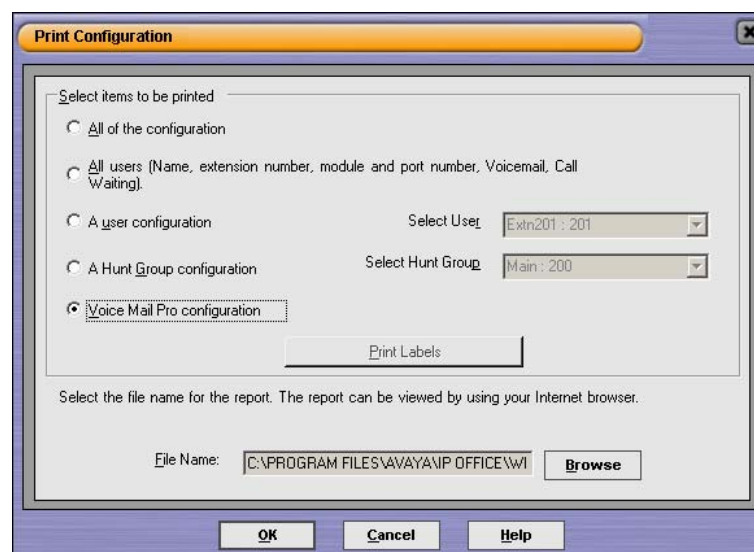 Print Configuration
Select items to be printed
All of the configuration
All users (Name, extension number, module and port number, Voicemail, Call
Waiting).
A user configuration
Select User
Extn201 : 201
A Hunt Group configuration
Select Hunt Group
Main : 200
Voice Mail Pro configuration
Print Labels
Select the file name for the report. The report can be viewed by using your Internet browser.
File Name:
C:\PROGRAM FILES\AVAYA\IP OFFICE\WI
Browse
OK
Cancel
Help